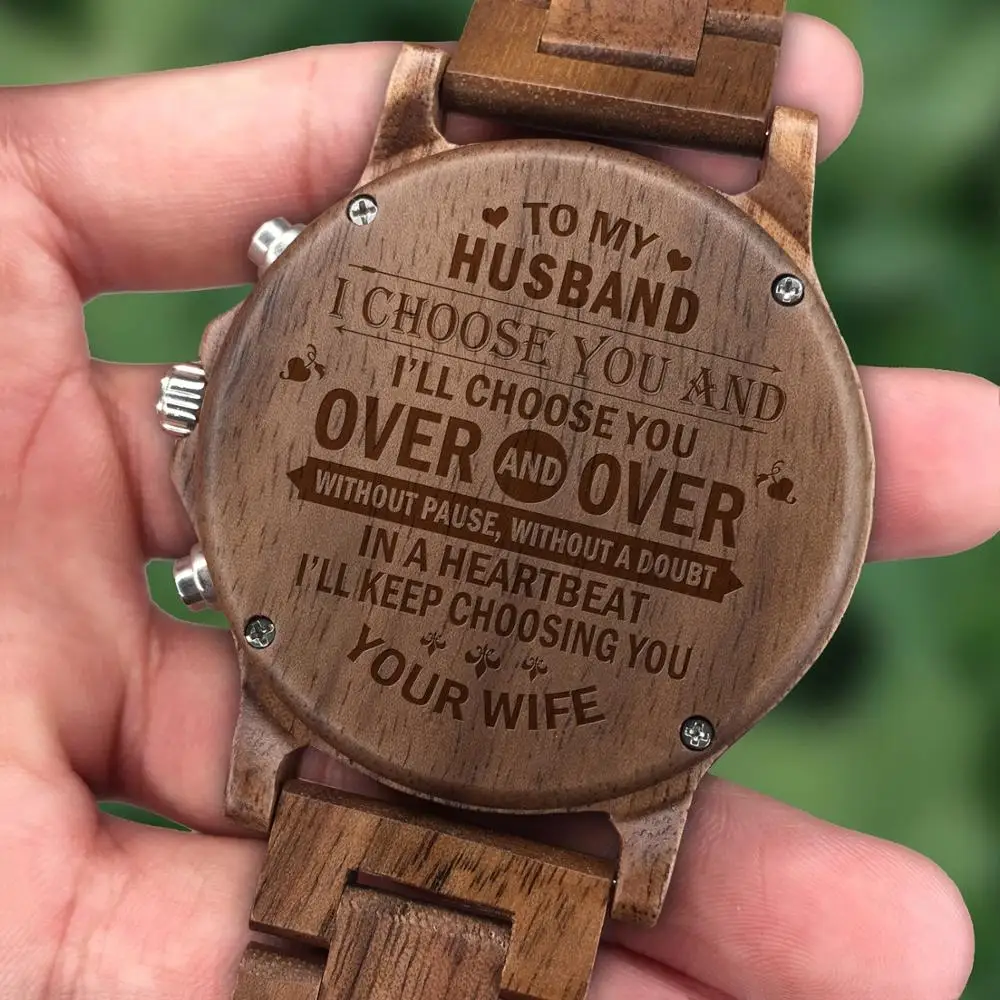 TO MY
HUSBAND
I CHOOSE YOU AND
I'LL CHOOSE YOU
OVER AND OVER
WITHOUT PAUSE, WITHOUT A DOUBT
IN A HEARTBEAT
I'LL KEEP CHOOSING YOU
YOUR WIFE